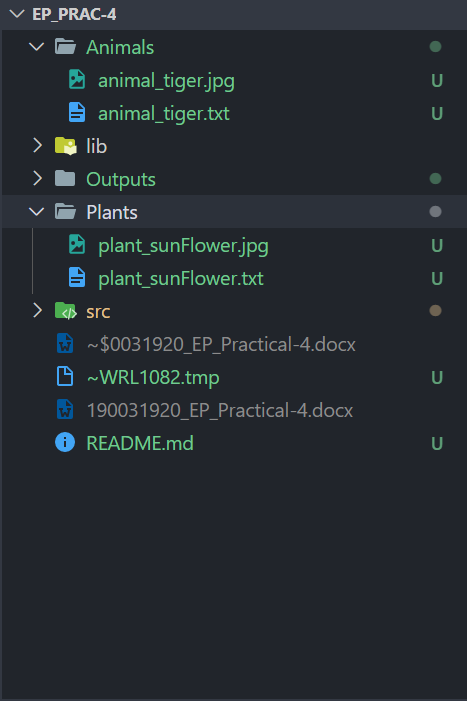 EP_PRAC-4
Animals
animal_tiger.jpg U
animal_tiger.txt U
lib
Outputs
Plants
plant_sunFlower.jpg U
plant_sunFlower.txt U
src
~$0031920_EP_Practical-4.docx
~WRL1082.tmp U
190031920_EP_Practical-4.docx
README.md U